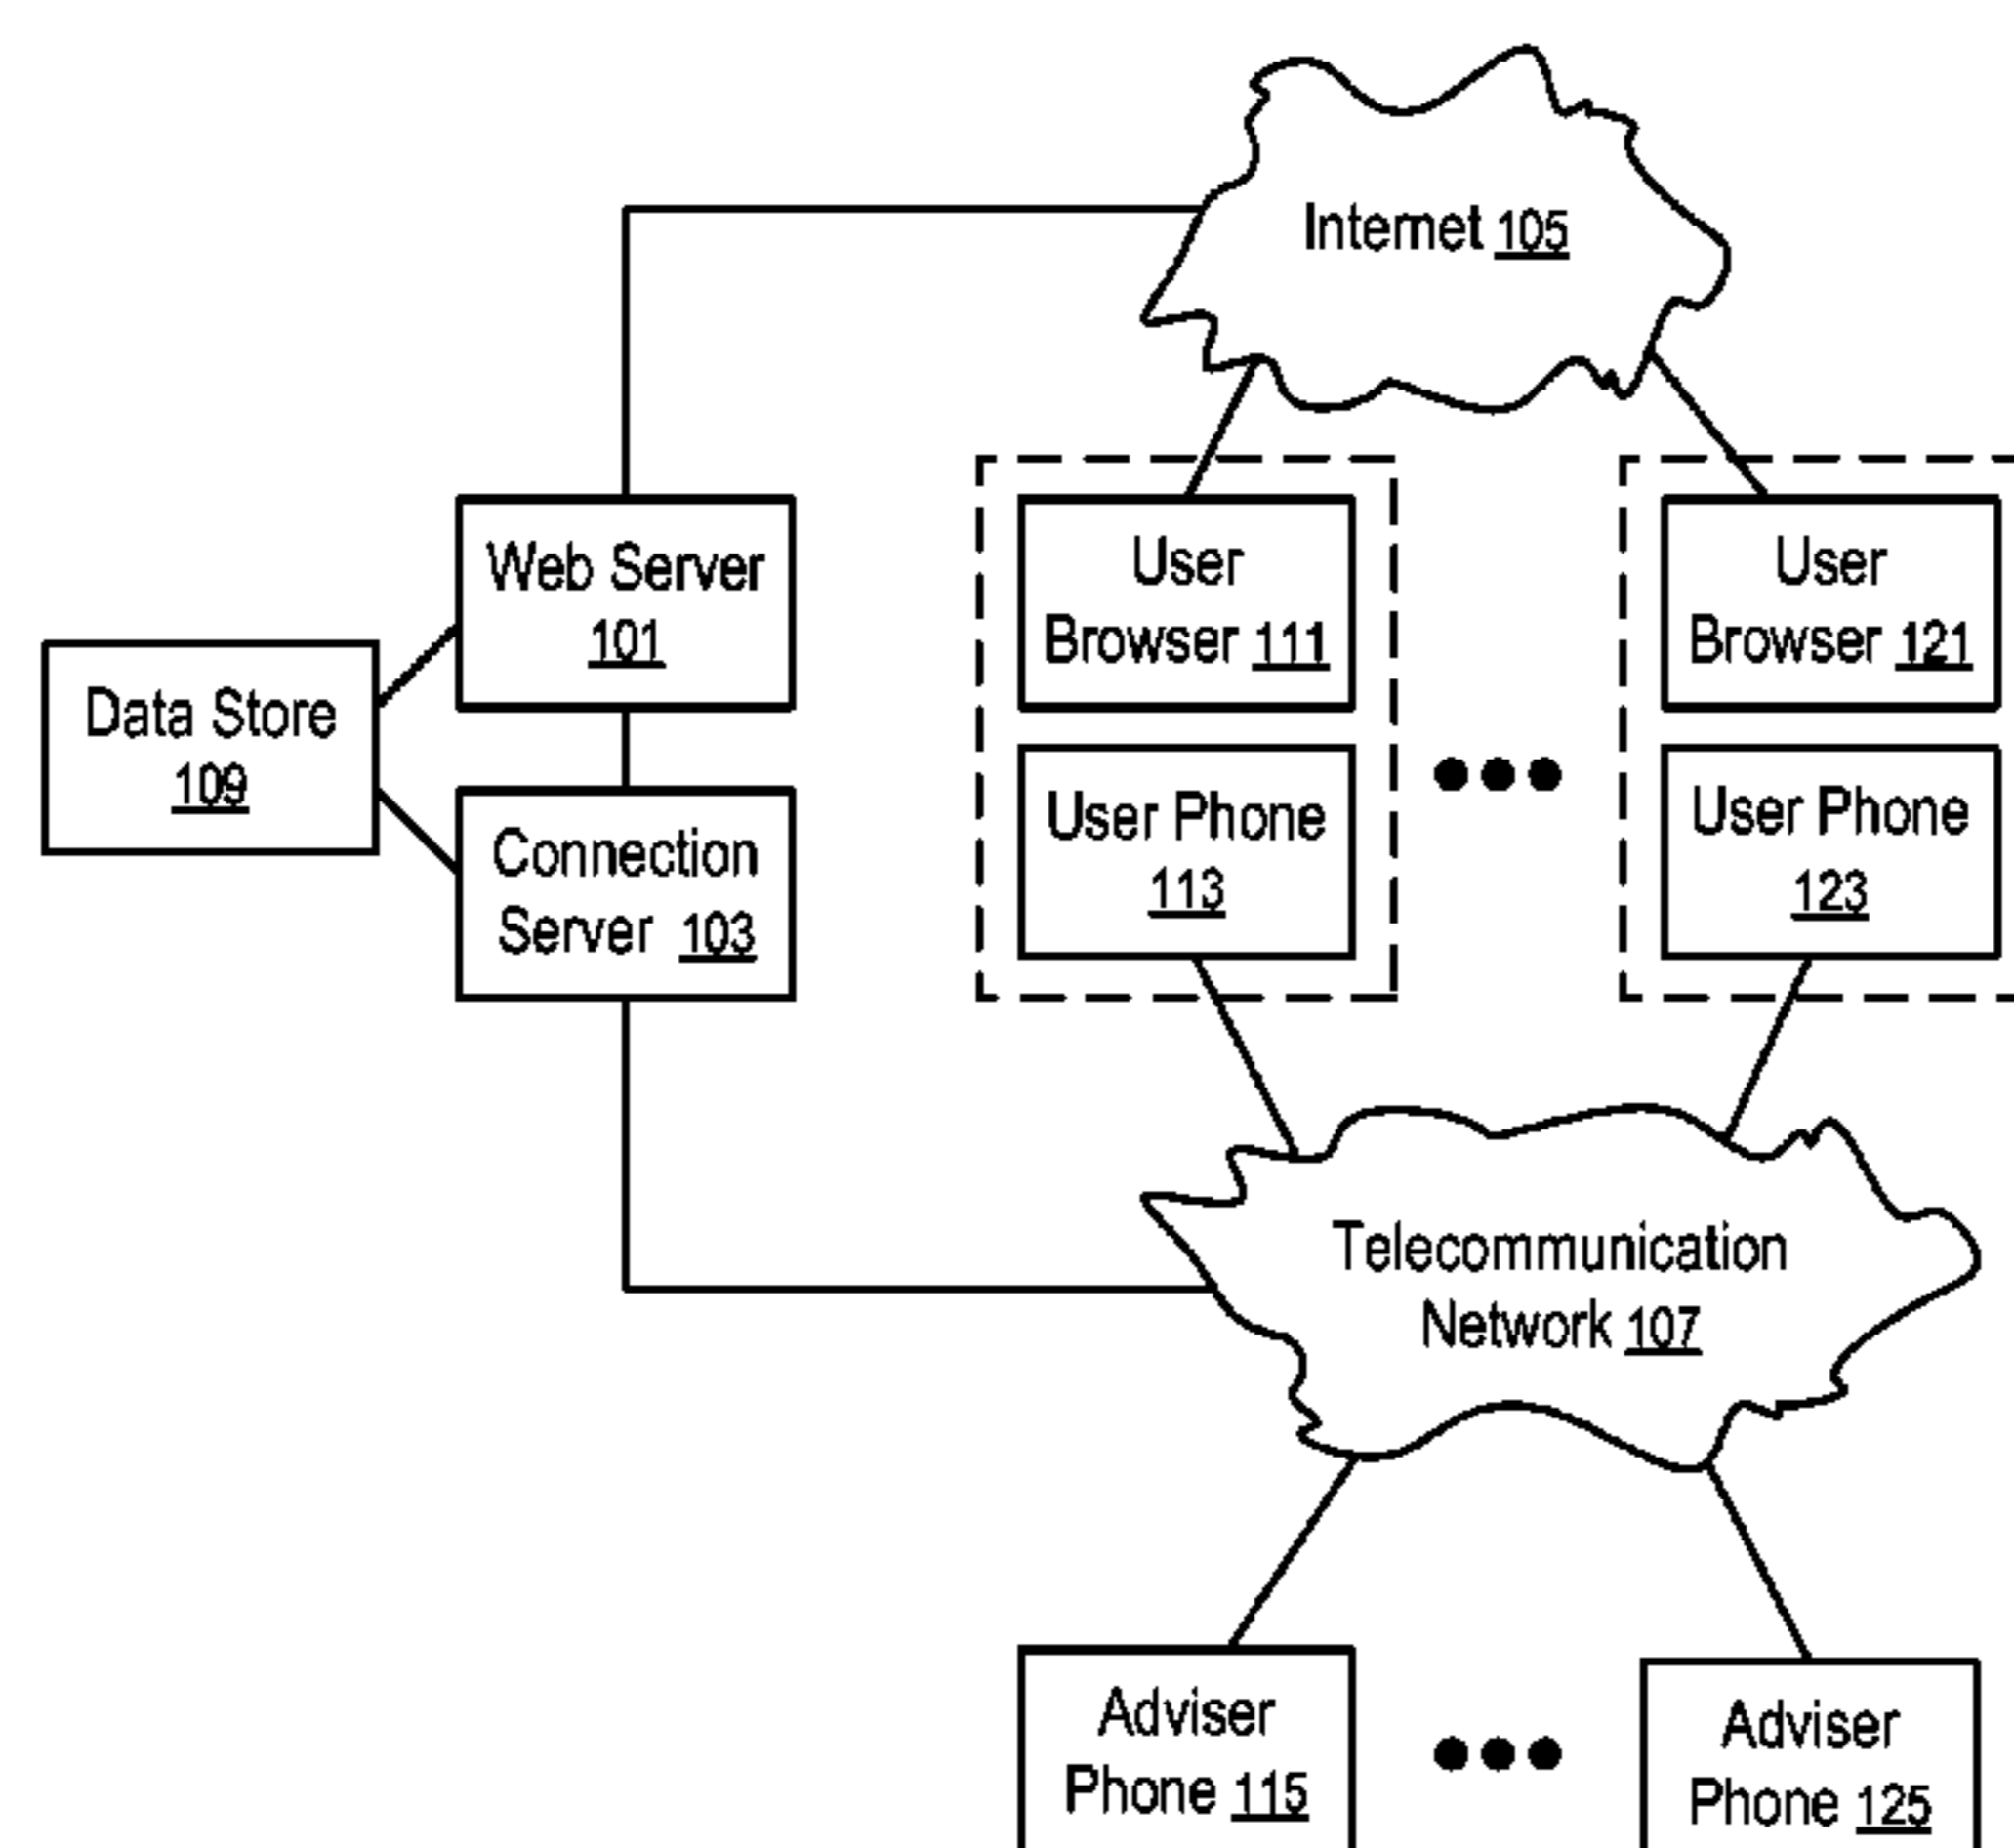 Internet 105
Web Server
101
User
Browser 111
User
Browser 121
Data Store
109
Connection
Server 103
User Phone
113
User Phone
123
Telecommunication
Network 107
Adviser
Phone 115
Adviser
Phone 125